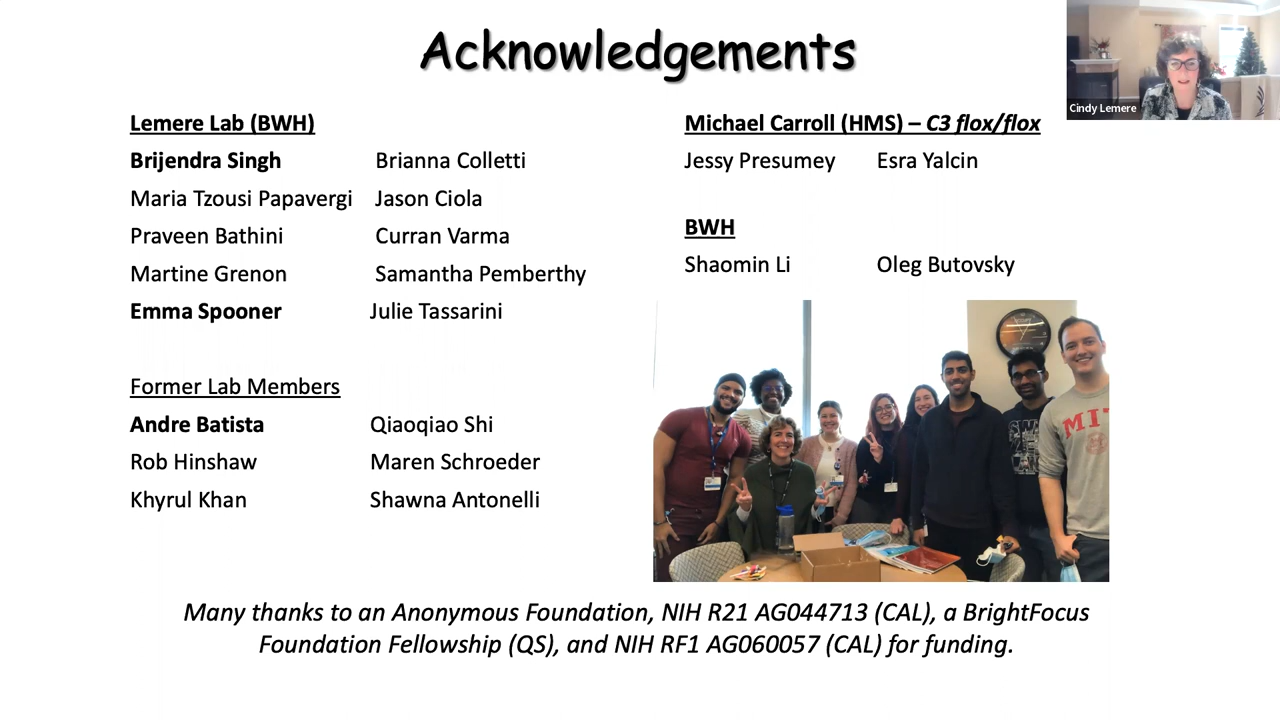 Acknowledgements
Cindy Lemere
Lemere Lab (BWH)
Brijendra Singh Brianna Colletti
Maria Tzousi Papavergi Jason Ciola
Praveen Bathini Curran Varma
Martine Grenon Samantha Pemberthy
Emma Spooner Julie Tassarini
Former Lab Members
Andre Batista Qiaoqiao Shi
Rob Hinshaw Maren Schroeder
Khyrul Khan Shawna Antonelli
Michael Carroll (HMS) – C3 flox/flox
Jessy Presumey Esra Yalcin
BWH
Shaomin Li Oleg Butovsky
MIT
Many thanks to an Anonymous Foundation, NIH R21 AG044713 (CAL), a BrightFocus
Foundation Fellowship (QS), and NIH RF1 AG060057 (CAL) for funding.